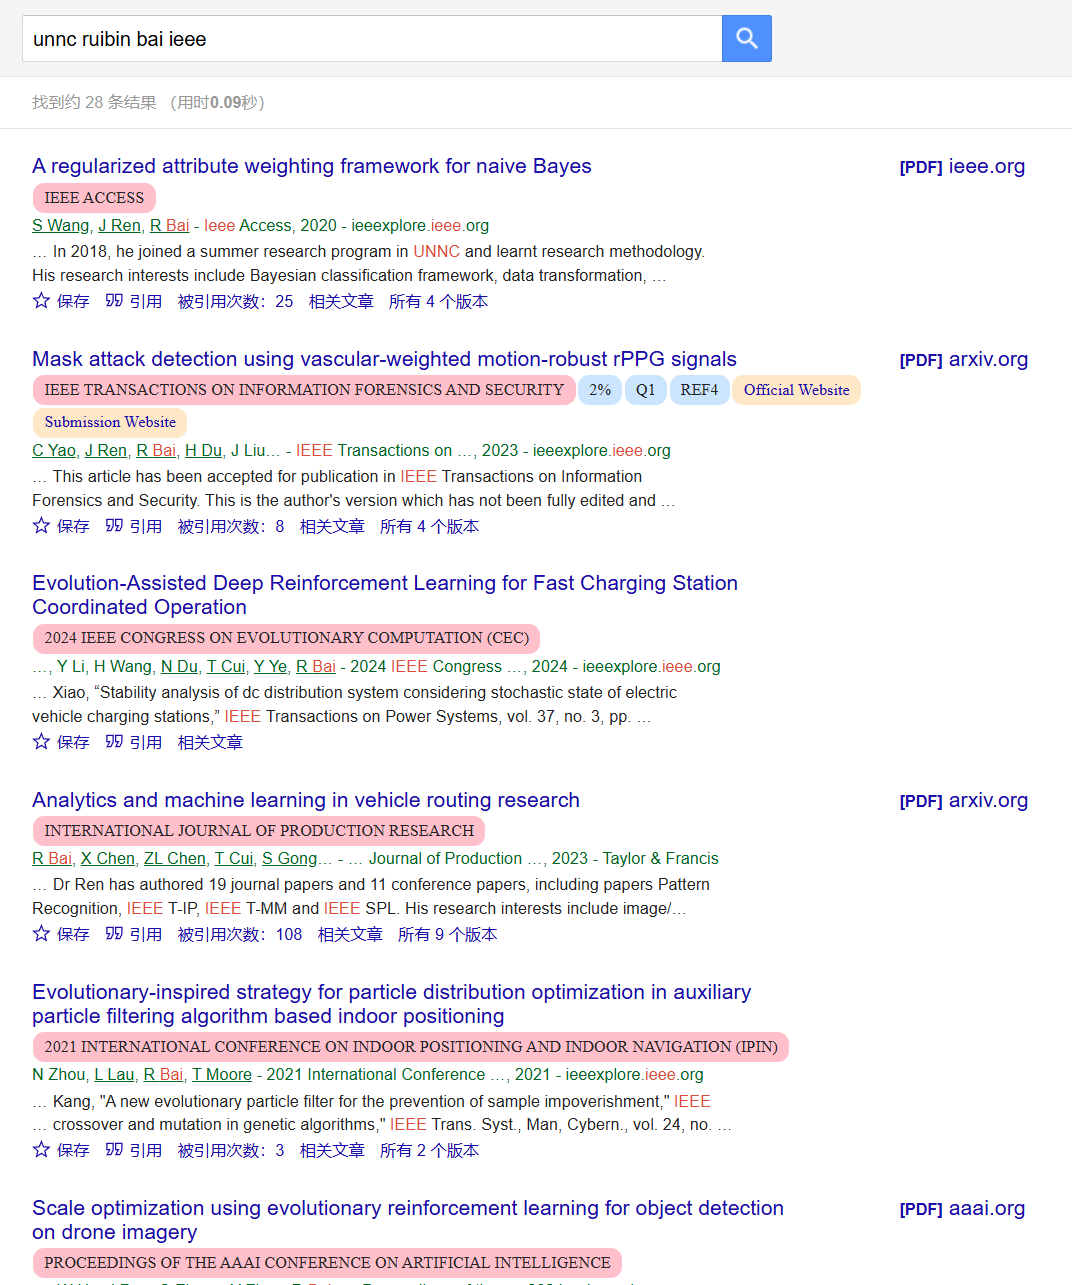 unnc ruibin bai ieee
找到约 28 条结果 （用时0.09秒）
A regularized attribute weighting framework for naive Bayes
[PDF] ieee.org
IEEE ACCESS
S Wang, J Ren, R Bai - Ieee Access, 2020 - ieeexplore.ieee.org
… In 2018, he joined a summer research program in UNNC and learnt research methodology.
His research interests include Bayesian classification framework, data transformation, …
保存 引用 被引用次数：25 相关文章 所有 4 个版本
Mask attack detection using vascular-weighted motion-robust rPPG signals
[PDF] arxiv.org
IEEE TRANSACTIONS ON INFORMATION FORENSICS AND SECURITY 2% Q1 REF4 Official Website
Submission Website
C Yao, J Ren, R Bai, H Du, J Liu… - IEEE Transactions on …, 2023 - ieeexplore.ieee.org
… This article has been accepted for publication in IEEE Transactions on Information
Forensics and Security. This is the author's version which has not been fully edited and …
保存 引用 被引用次数：8 相关文章 所有 4 个版本
Evolution-Assisted Deep Reinforcement Learning for Fast Charging Station
Coordinated Operation
2024 IEEE CONGRESS ON EVOLUTIONARY COMPUTATION (CEC)
…, Y Li, H Wang, N Du, T Cui, Y Ye, R Bai - 2024 IEEE Congress …, 2024 - ieeexplore.ieee.org
… Xiao, “Stability analysis of dc distribution system considering stochastic state of electric
vehicle charging stations,” IEEE Transactions on Power Systems, vol. 37, no. 3, pp. …
保存 引用 相关文章
Analytics and machine learning in vehicle routing research
[PDF] arxiv.org
INTERNATIONAL JOURNAL OF PRODUCTION RESEARCH
R Bai, X Chen, ZL Chen, T Cui, S Gong… - … Journal of Production …, 2023 - Taylor & Francis
… Dr Ren has authored 19 journal papers and 11 conference papers, including papers Pattern
Recognition, IEEE T-IP, IEEE T-MM and IEEE SPL. His research interests include image/…
保存 引用 被引用次数：108 相关文章 所有 9 个版本
Evolutionary-inspired strategy for particle distribution optimization in auxiliary
particle filtering algorithm based indoor positioning
2021 INTERNATIONAL CONFERENCE ON INDOOR POSITIONING AND INDOOR NAVIGATION (IPIN)
N Zhou, L Lau, R Bai, T Moore - 2021 International Conference …, 2021 - ieeexplore.ieee.org
… Kang, "A new evolutionary particle filter for the prevention of sample impoverishment," IEEE
… crossover and mutation in genetic algorithms," IEEE Trans. Syst., Man, Cybern., vol. 24, no. …
保存 引用 被引用次数：3 相关文章 所有 2 个版本
Scale optimization using evolutionary reinforcement learning for object detection
on drone imagery
[PDF] aaai.org
PROCEEDINGS OF THE AAAI CONFERENCE ON ARTIFICIAL INTELLIGENCE